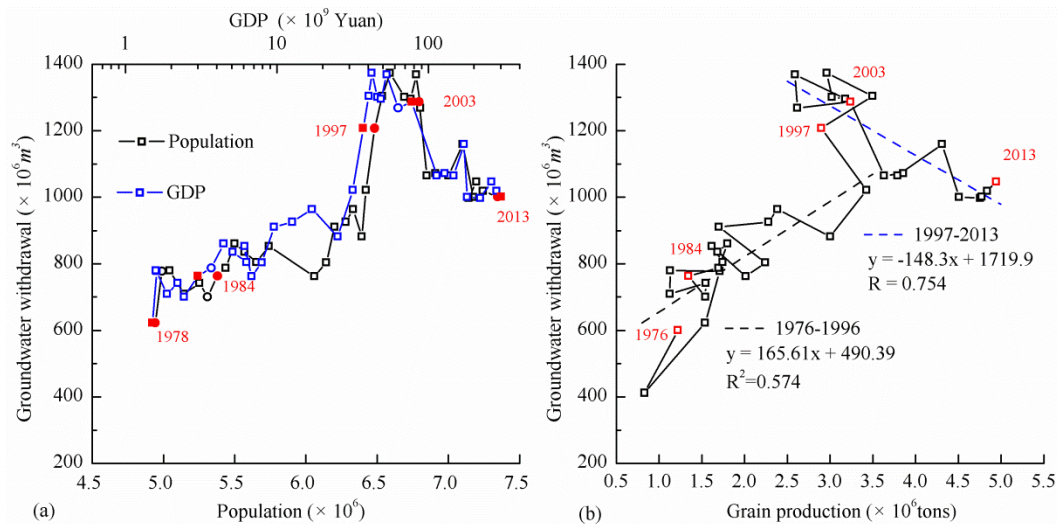 GDP (× 10⁹ Yuan)
1 10 100
1400
1200
1000
800
600
400
200
Groundwater withdrawal (× 10⁶ m³)
Population
GDP
1978
1984
1997
2003
2013
4.5 5.0 5.5 6.0 6.5 7.0 7.5
(a) Population (× 10⁶)
1400
1200
1000
800
600
400
200
Groundwater withdrawal (× 10⁶ m³)
2003
1997
2013
1984
1976
1997-2013
y = -148.3x + 1719.9
R = 0.754
1976-1996
y = 165.61x + 490.39
R²=0.574
0.5 1.0 1.5 2.0 2.5 3.0 3.5 4.0 4.5 5.0 5.5
(b) Grain production (× 10⁶ tons)